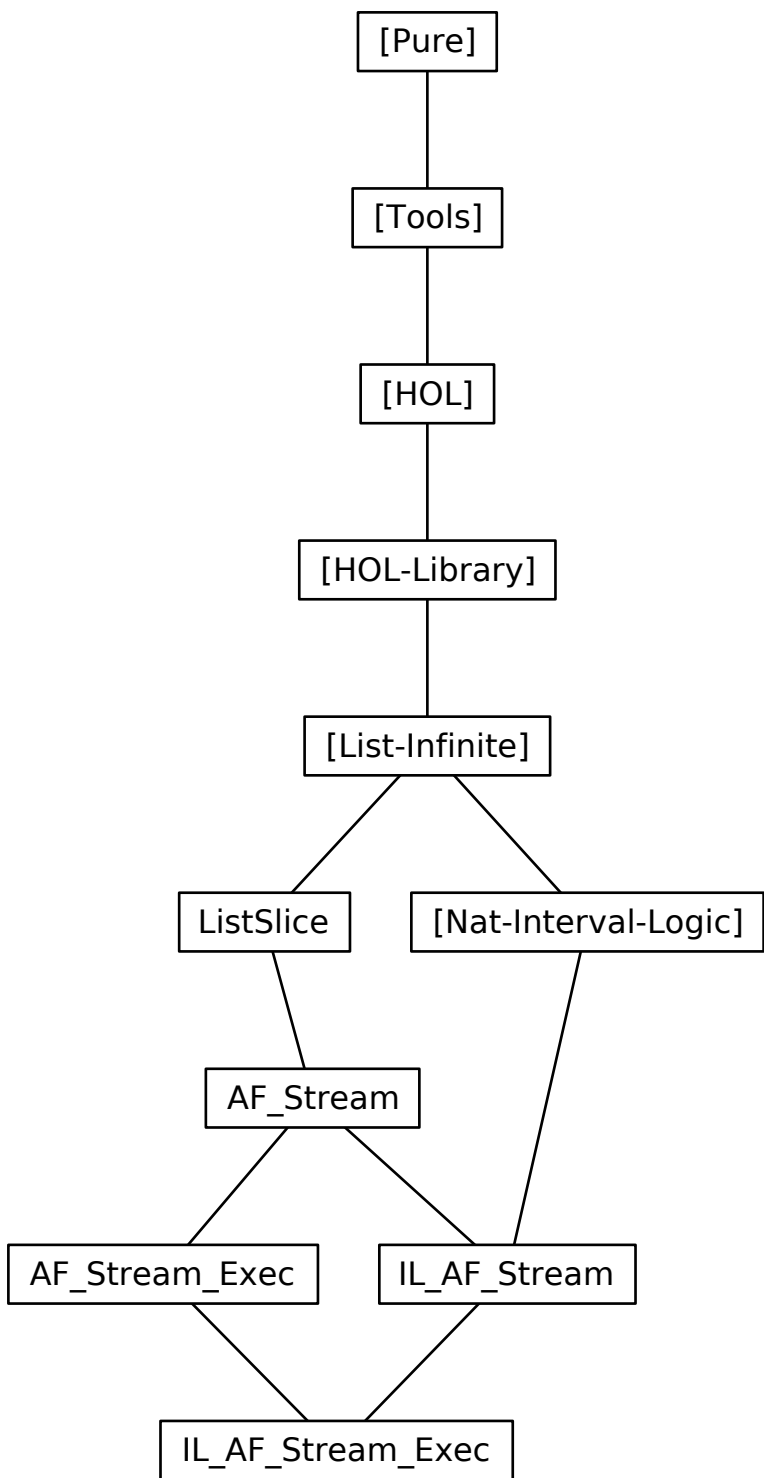 [Pure]
[Tools]
[HOL]
[HOL-Library]
[List-Infinite]
ListSlice
[Nat-Interval-Logic]
AF_Stream
AF_Stream_Exec
IL_AF_Stream
IL_AF_Stream_Exec